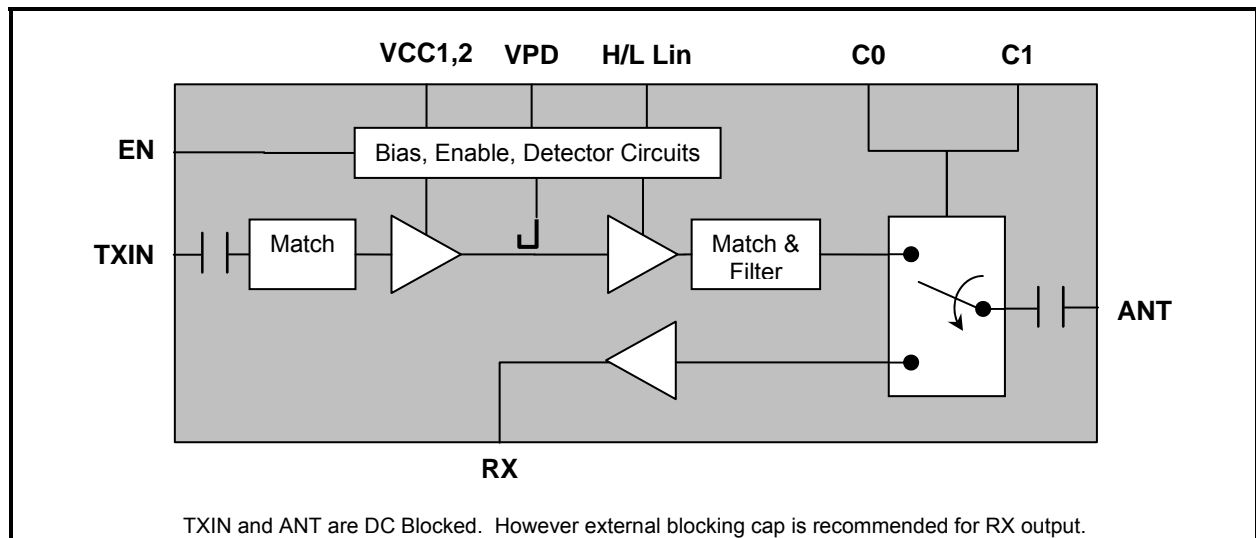 VCC1,2 VPD H/L Lin C0 C1
EN
Bias, Enable, Detector Circuits
TXIN
Match
Match &
Filter
ANT
RX
TXIN and ANT are DC Blocked. However external blocking cap is recommended for RX output.